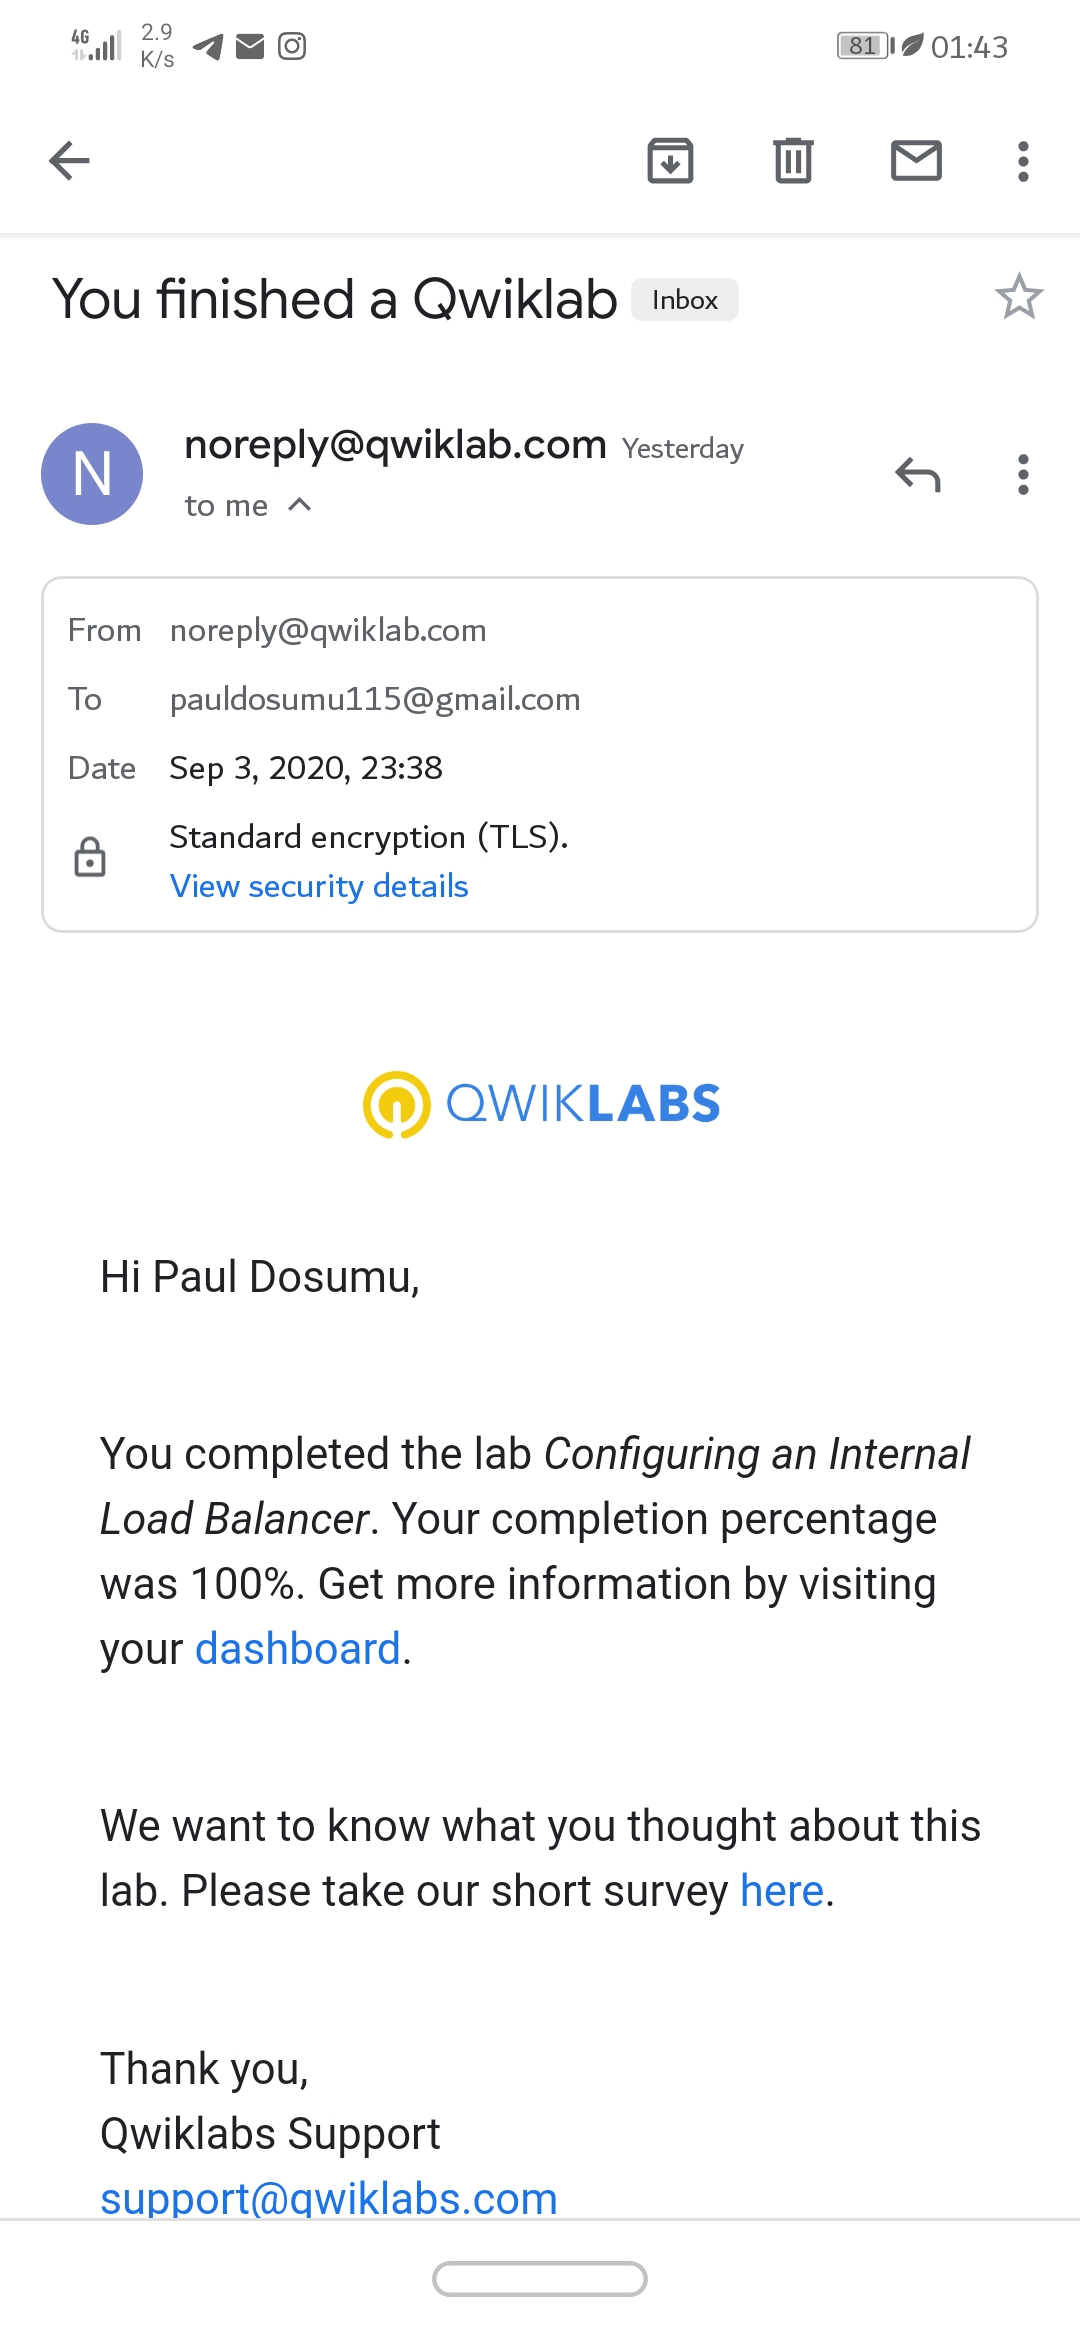 4G 2.9 K/s 81 01:43
You finished a Qwiklab Inbox
N
noreply@qwiklab.com Yesterday
to me
From noreply@qwiklab.com
To pauldosumu115@gmail.com
Date Sep 3, 2020, 23:38
Standard encryption (TLS).
View security details
QWIKLABS
Hi Paul Dosumu,
You completed the lab Configuring an Internal
Load Balancer. Your completion percentage
was 100%. Get more information by visiting
your dashboard.
We want to know what you thought about this
lab. Please take our short survey here.
Thank you,
Qwiklabs Support
support@qwiklabs.com